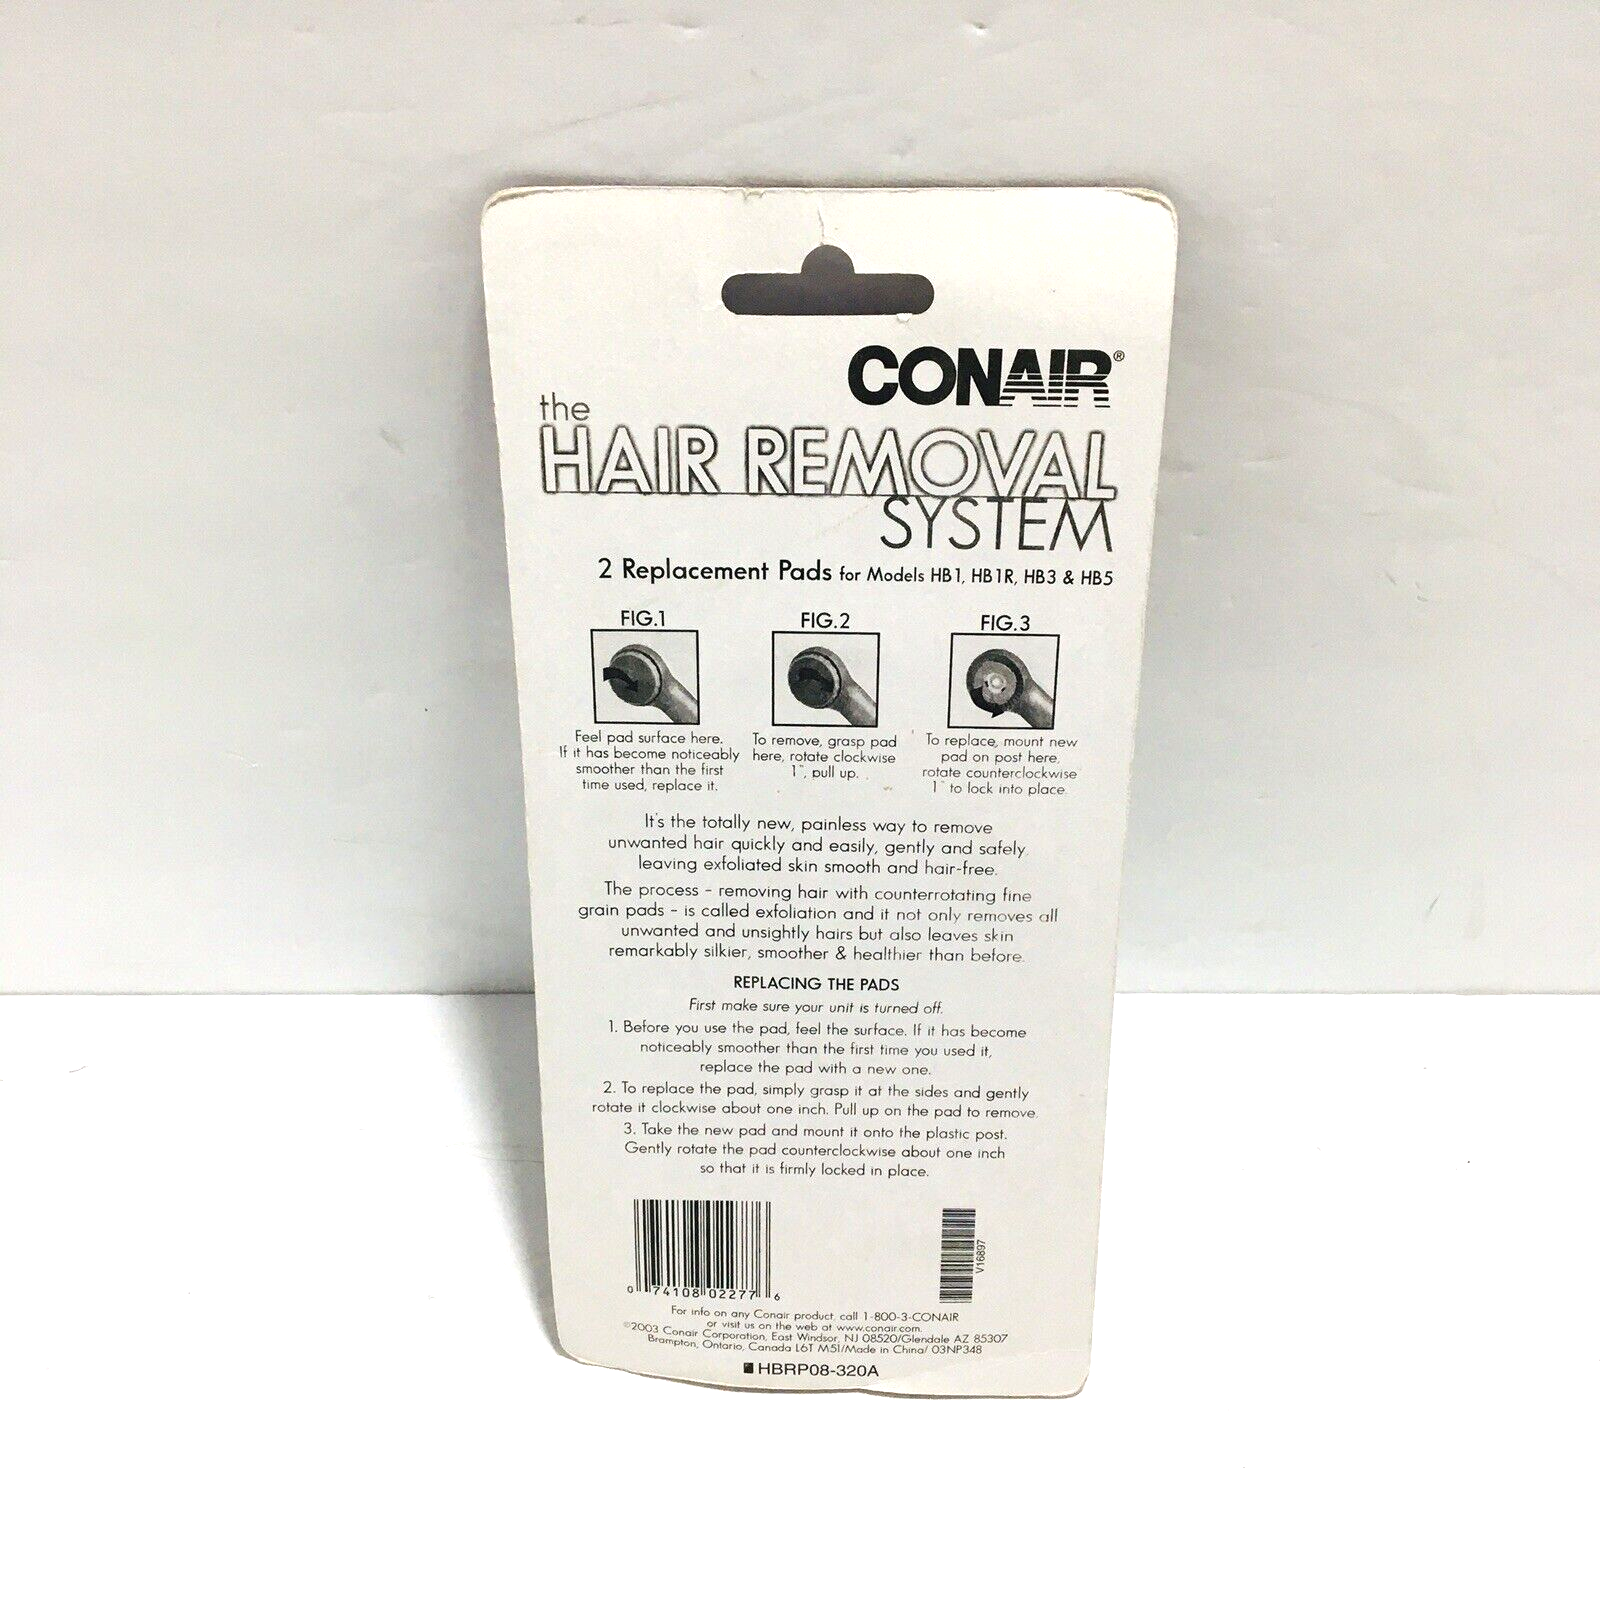 CONAIR®
the
HAIR REMOVAL
SYSTEM
2 Replacement Pads for Models HB1, HB1R, HB3 & HB5
FIG.1
Feel pad surface here.
If it has become noticeably
smoother than the first
time used, replace it.
FIG.2
To remove, grasp pad
here, rotate clockwise
1", pull up.
FIG.3
To replace, mount new
pad on post here,
rotate counterclockwise
1" to lock into place.
It's the totally new, painless way to remove
unwanted hair quickly and easily, gently and safely,
leaving exfoliated skin smooth and hair-free.
The process - removing hair with counterrotating fine
grain pads - is called exfoliation and it not only removes all
unwanted and unsightly hairs but also leaves skin
remarkably silkier, smoother & healthier than before.
REPLACING THE PADS
First make sure your unit is turned off.
1. Before you use the pad, feel the surface. If it has become
noticeably smoother than the first time you used it,
replace the pad with a new one.
2. To replace the pad, simply grasp it at the sides and gently
rotate it clockwise about one inch. Pull up on the pad to remove.
3. Take the new pad and mount it onto the plastic post.
Gently rotate the pad counterclockwise about one inch
so that it is firmly locked in place.
0 74108 02277 6
V16897
For info on any Conair product, call 1-800-3-CONAIR
or visit us on the web at www.conair.com.
©2003 Conair Corporation, East Windsor, NJ 08520/Glendale AZ 85307
Brampton, Ontario, Canada L6T M51/Made in China/ 03NP348
HBRP08-320A